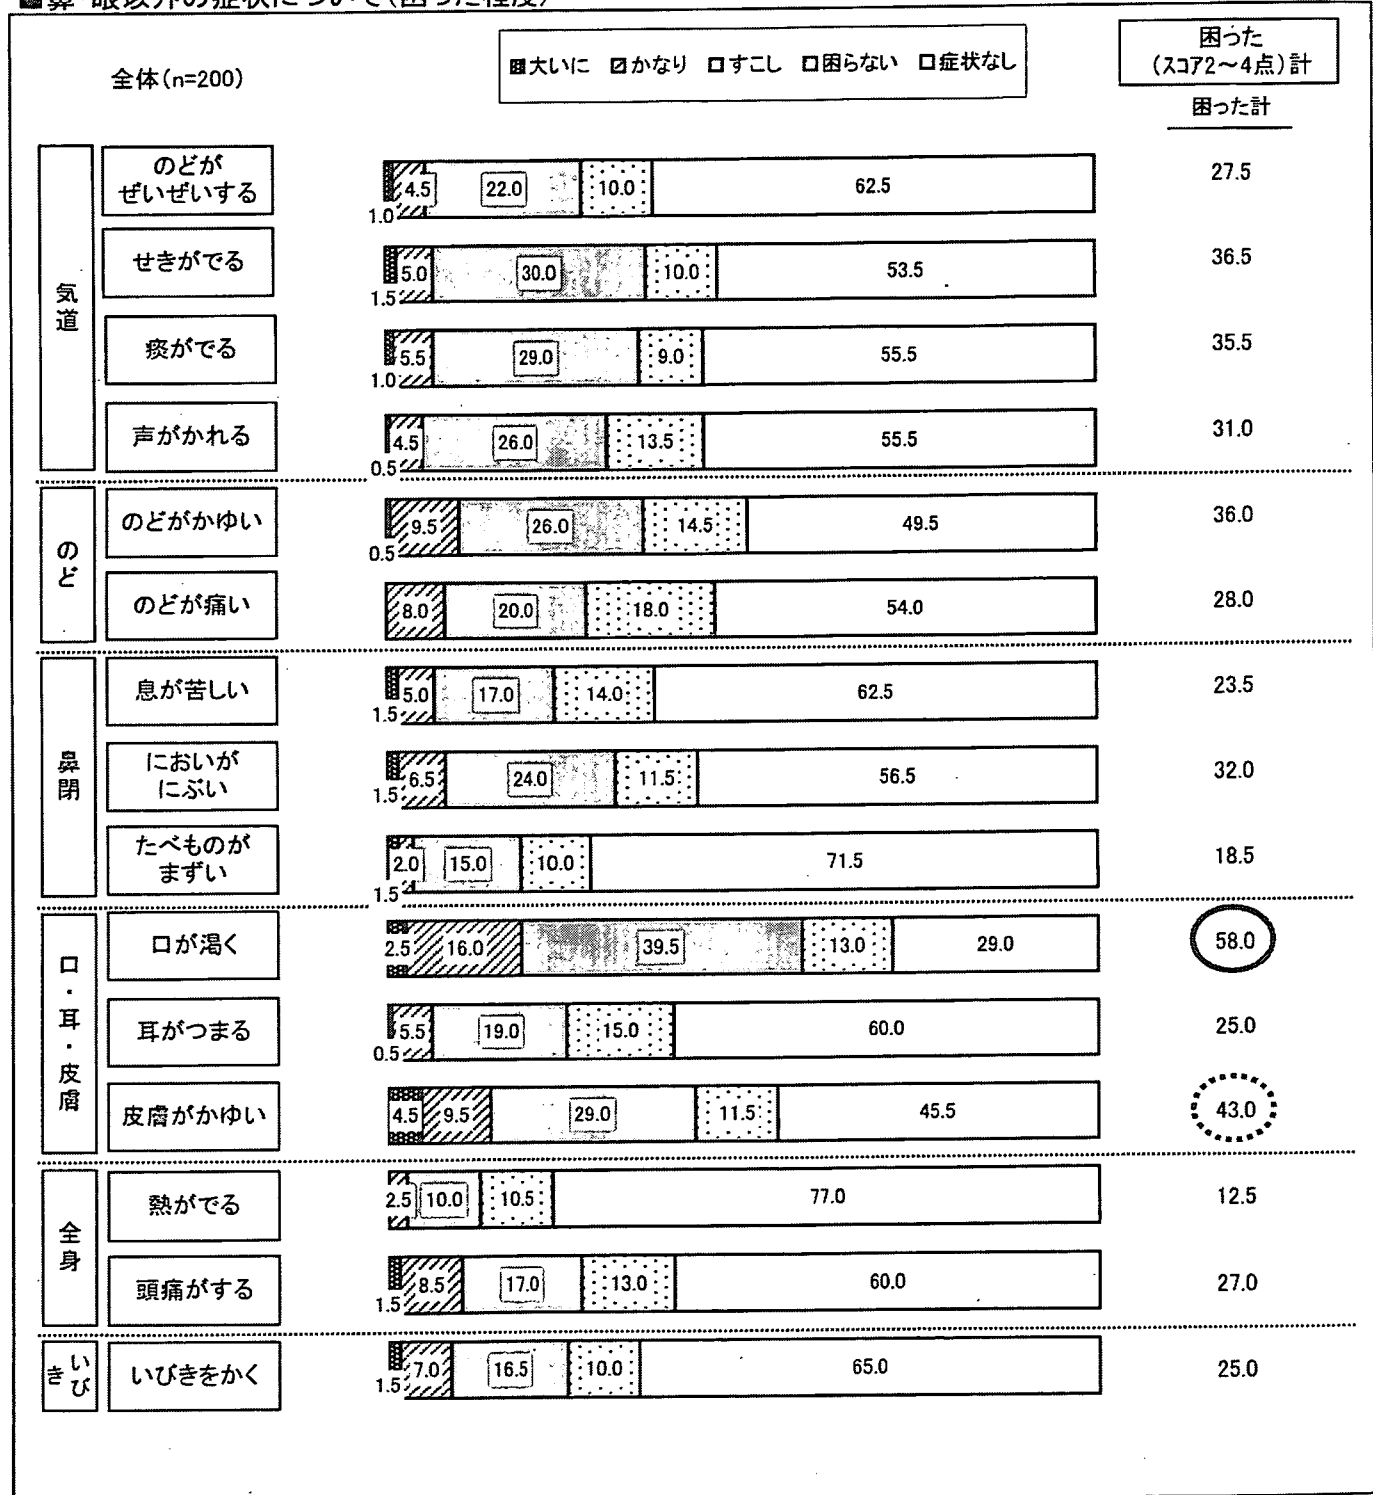 ■鼻・眼以外の症状について(困った程度)
全体(n=200)
大いに かなり すこし 困らない 症状なし
困った
(スコア2～4点)計
困った計
気道
のどが
ぜいぜいする
1.0 4.5 22.0 10.0 62.5 27.5
せきがでる
1.5 5.0 30.0 10.0 53.5 36.5
痰がでる
1.0 5.5 29.0 9.0 55.5 35.5
声がかれる
0.5 4.5 26.0 13.5 55.5 31.0
のど
のどがかゆい
0.5 9.5 26.0 14.5 49.5 36.0
のどが痛い
8.0 20.0 18.0 54.0 28.0
鼻閉
息が苦しい
1.5 5.0 17.0 14.0 62.5 23.5
においが
にぶい
1.5 6.5 24.0 11.5 56.5 32.0
たべものが
まずい
1.5 2.0 15.0 10.0 71.5 18.5
口・耳・皮膚
口が渇く
2.5 16.0 39.5 13.0 29.0 58.0
耳がつまる
0.5 5.5 19.0 15.0 60.0 25.0
皮膚がかゆい
4.5 9.5 29.0 11.5 45.5 43.0
全身
熱がでる
2.5 10.0 10.5 77.0 12.5
頭痛がする
1.5 8.5 17.0 13.0 60.0 27.0
いびき
いびきをかく
1.5 7.0 16.5 10.0 65.0 25.0